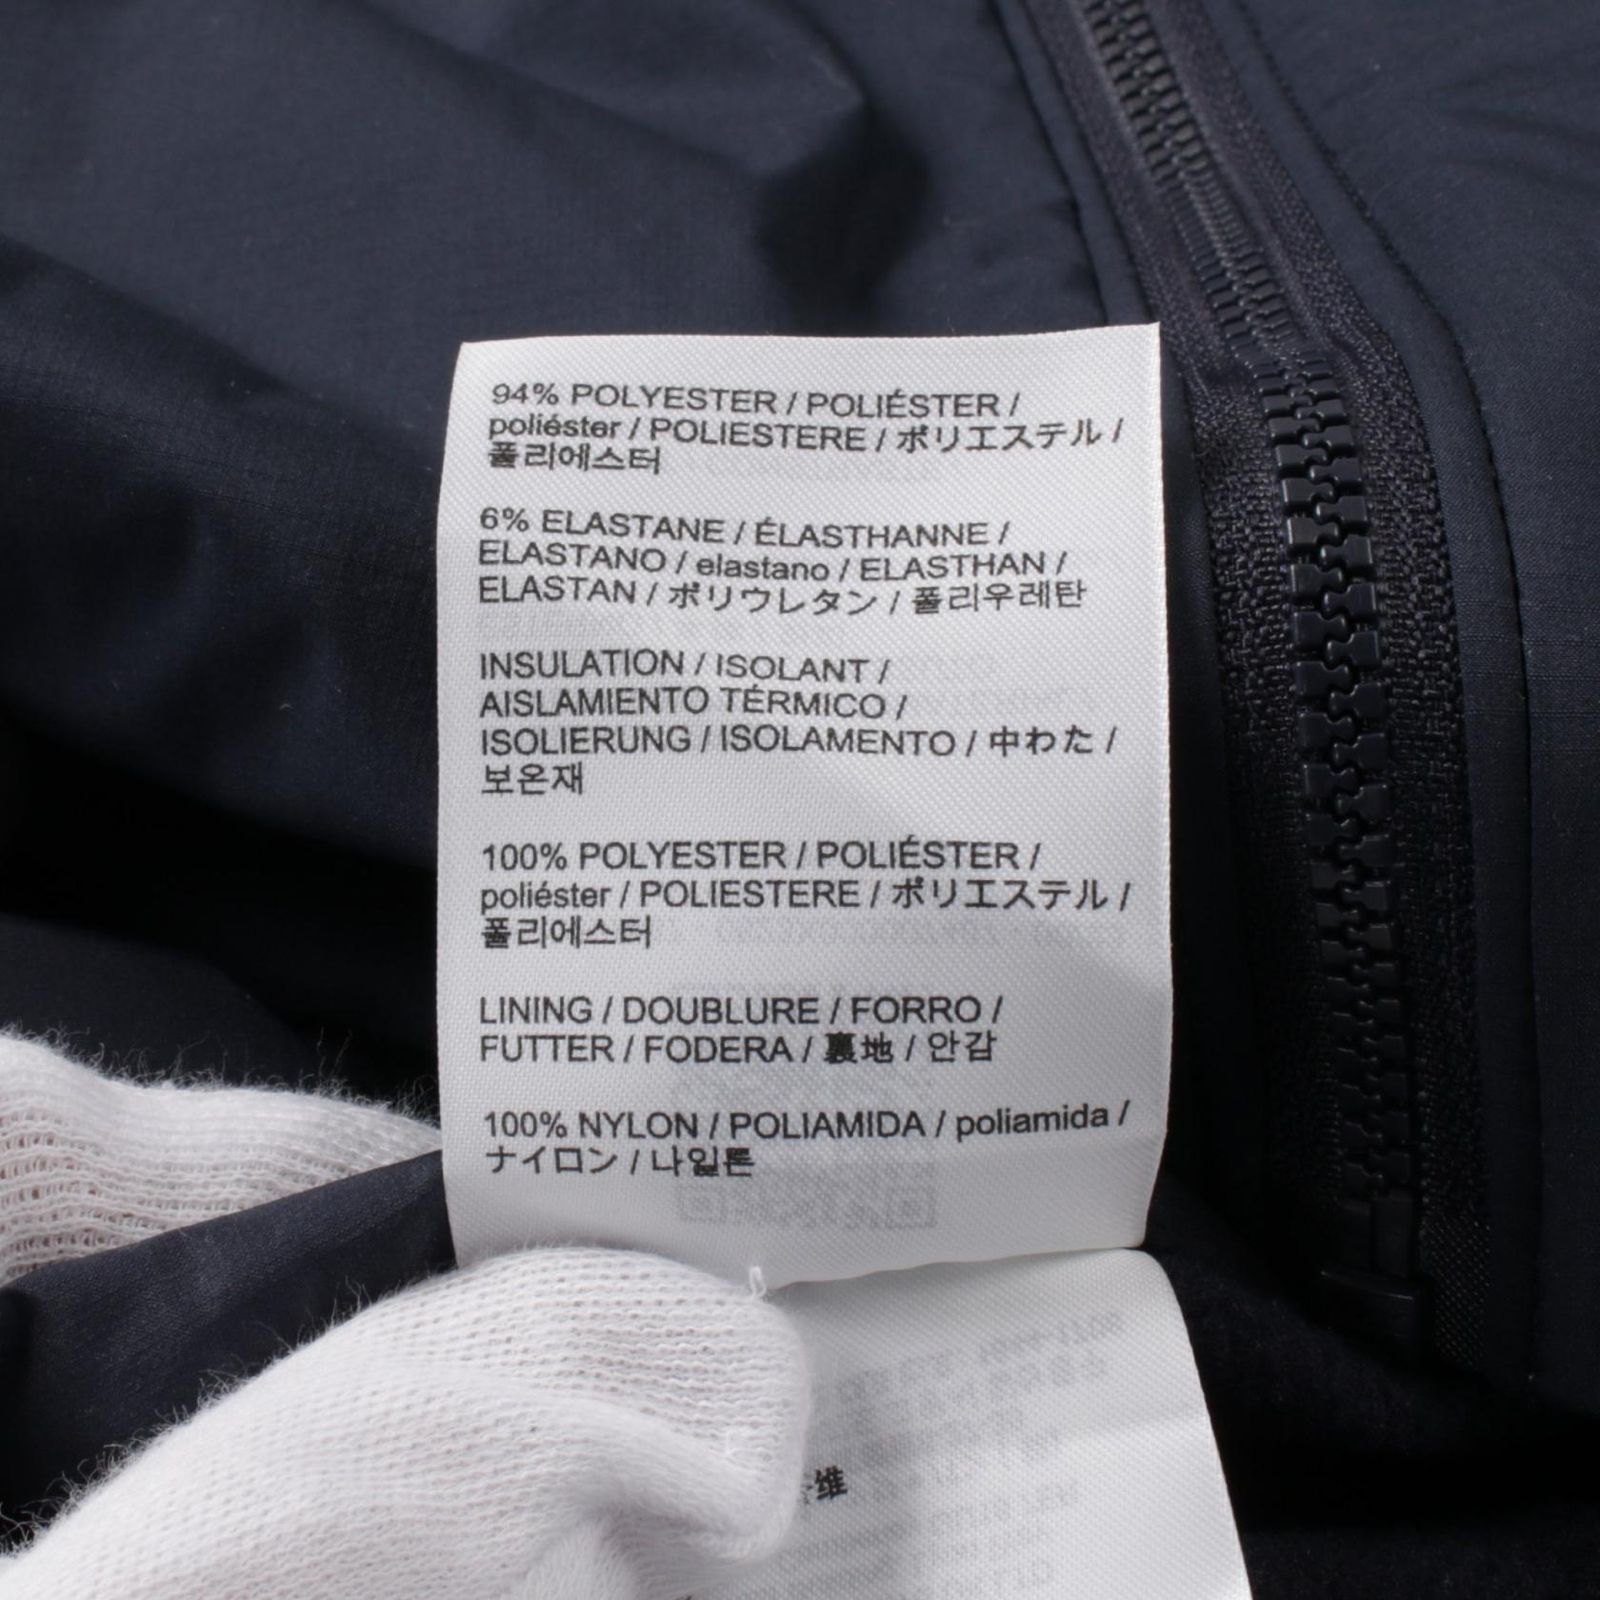 94% POLYESTER / POLIÉSTER /
poliéster / POLIESTERE / ポリエステル /
폴리에스터
6% ELASTANE / ÉLASTHANNE /
ELASTANO / elastano / ELASTHAN /
ELASTAN / ポリウレタン / 폴리우레탄
INSULATION / ISOLANT /
AISLAMIENTO TÉRMICO /
ISOLIERUNG / ISOLAMENTO / 中わた /
보온재
100% POLYESTER / POLIÉSTER /
poliéster / POLIESTERE / ポリエステル /
폴리에스터
LINING / DOUBLURE / FORRO /
FUTTER / FODERA / 裏地 / 안감
100% NYLON / POLIAMIDA / poliamida /
ナイロン / 나일론
维